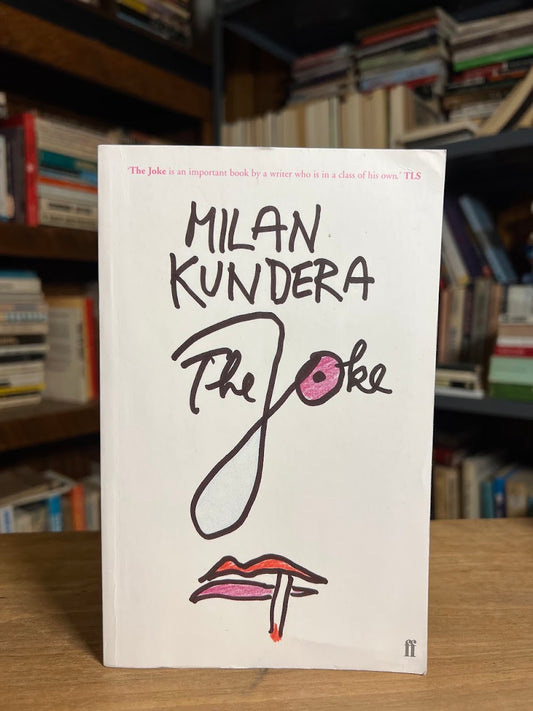 'The Joke is an important book by a writer who is in a class of his own.' TLS
MILAN
KUNDERA
The Joke
ff